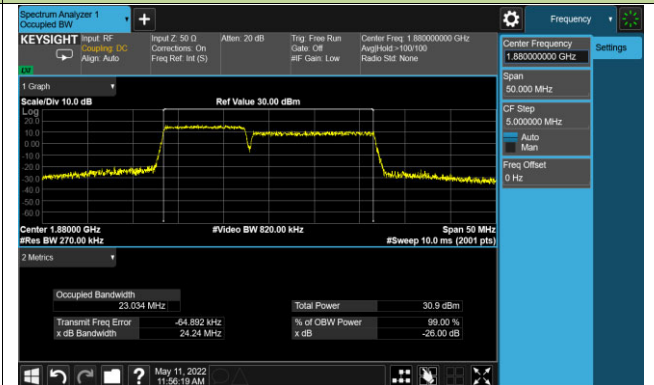 Spectrum Analyzer 1
Occupied BW
+
Frequency
KEYSIGHT
Input: RF
Coupling: DC
Align: Auto
Input Z: 50 Ω
Corrections: On
Freq Ref: Int (S)
Atten: 20 dB
Trig: Free Run
Gate: Off
#IF Gain: Low
Center Freq: 1.880000000 GHz
Avg|Hold:>100/100
Radio Std: None
Center Frequency
1.880000000 GHz
Settings
Span
50.000 MHz
CF Step
5.000000 MHz
Auto
Man
Freq Offset
0 Hz
1 Graph
Scale/Div 10.0 dB
Ref Value 30.00 dBm
Log
20.0
10.0
0.00
-10.0
-20.0
-30.0
-40.0
-50.0
-60.0
Center 1.88000 GHz
#Video BW 820.00 kHz
Span 50 MHz
#Res BW 270.00 kHz
#Sweep 10.0 ms (2001 pts)
2 Metrics
Occupied Bandwidth
23.034 MHz
Total Power 30.9 dBm
Transmit Freq Error -64.892 kHz
% of OBW Power 99.00 %
x dB Bandwidth 24.24 MHz
x dB -26.00 dB
?
May 11, 2022
11:56:19 AM